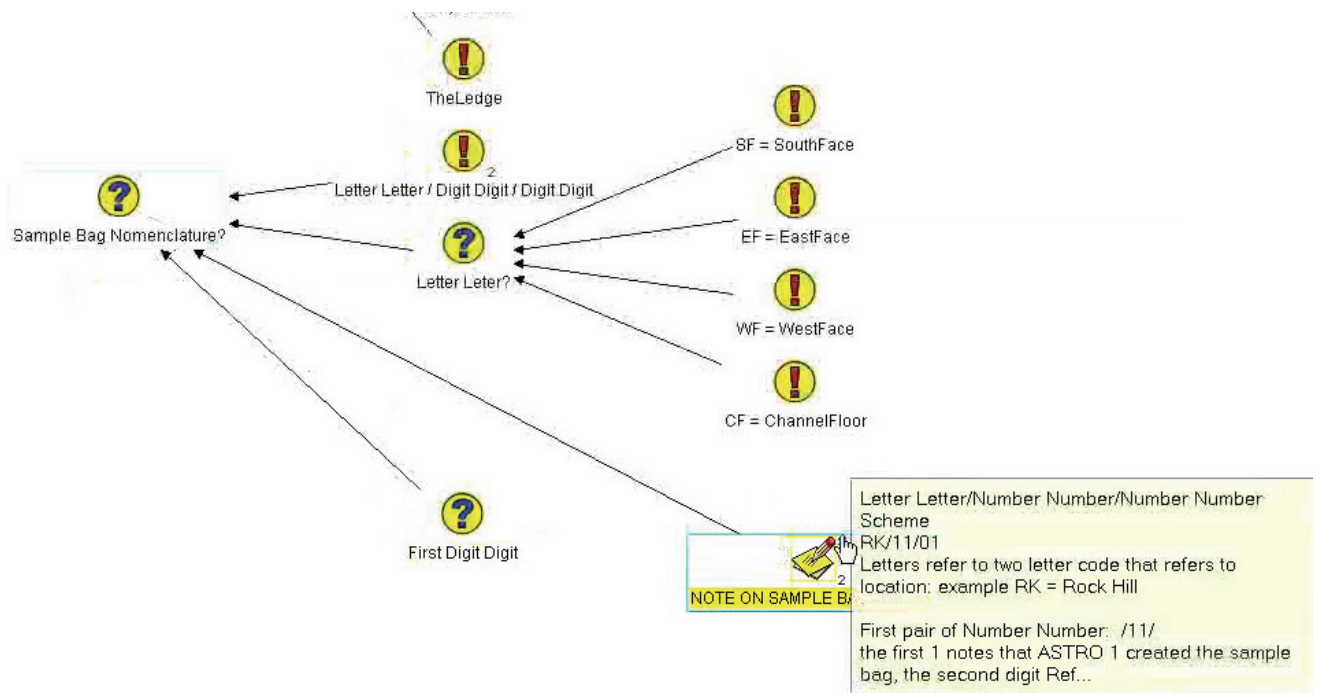 TheLedge
2
Letter Letter / Digit Digit / Digit Digit
Sample Bag Nomenclature?
Letter Leter?
SF = SouthFace
EF = EastFace
WF = WestFace
CF = ChannelFloor
First Digit Digit
2
NOTE ON SAMPLE
Letter Letter/Number Number/Number Number
Scheme
RK/11/01
Letters refer to two letter code that refers to
location: example RK = Rock Hill
First pair of Number Number: /11/
the first 1 notes that ASTRO 1 created the sample
bag, the second digit Ref...